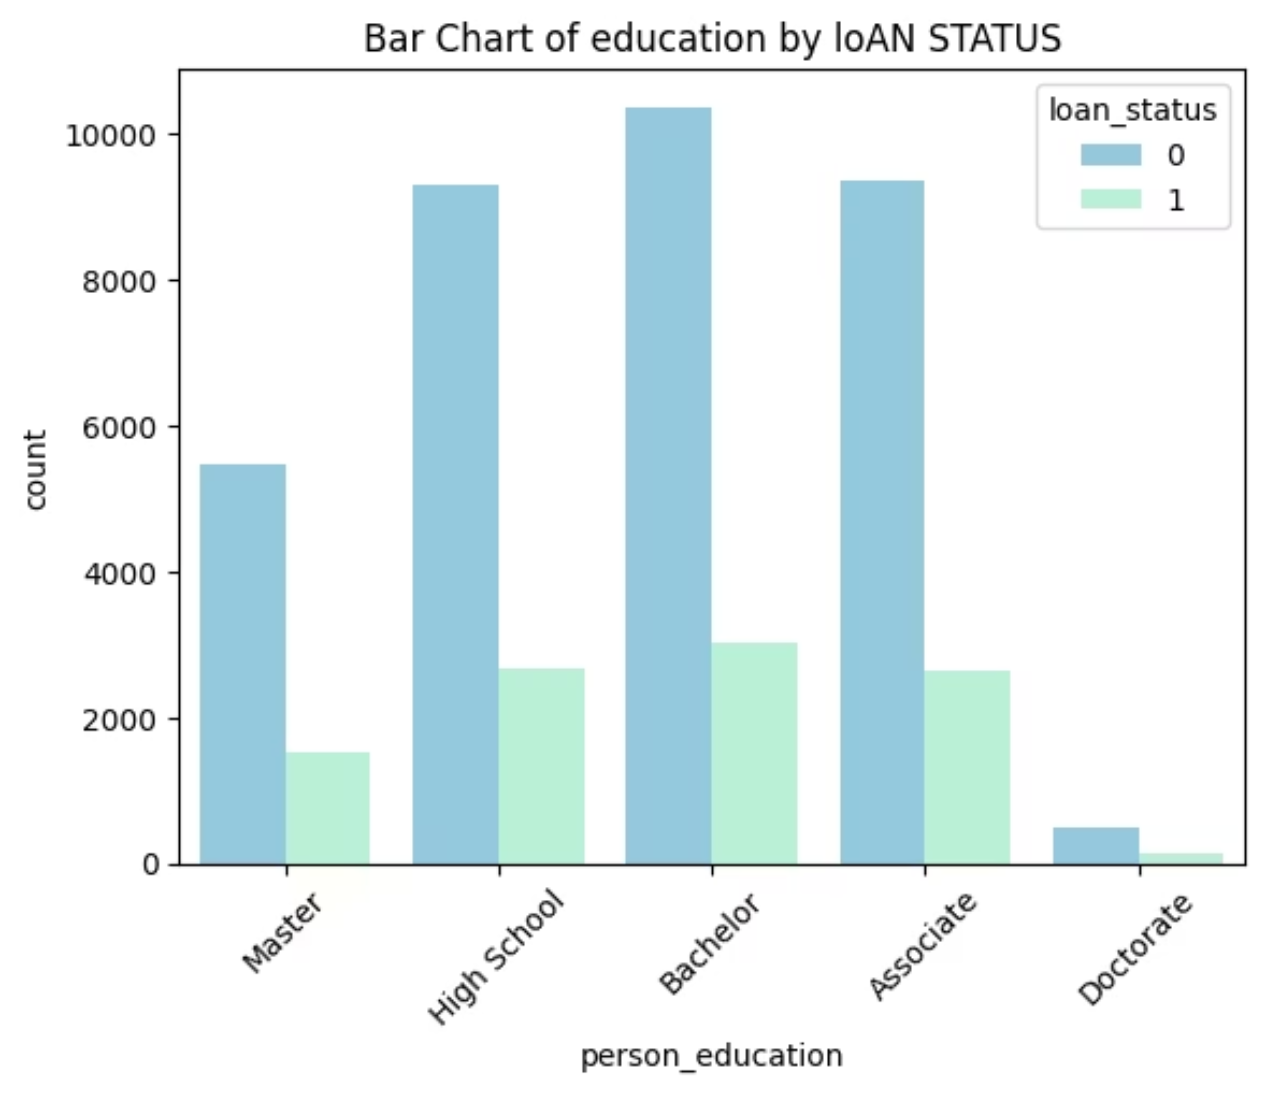 Bar Chart of education by loAN STATUS
loan_status
0
1
10000
8000
6000
4000
2000
0
count
Master
High School
Bachelor
Associate
Doctorate
person_education